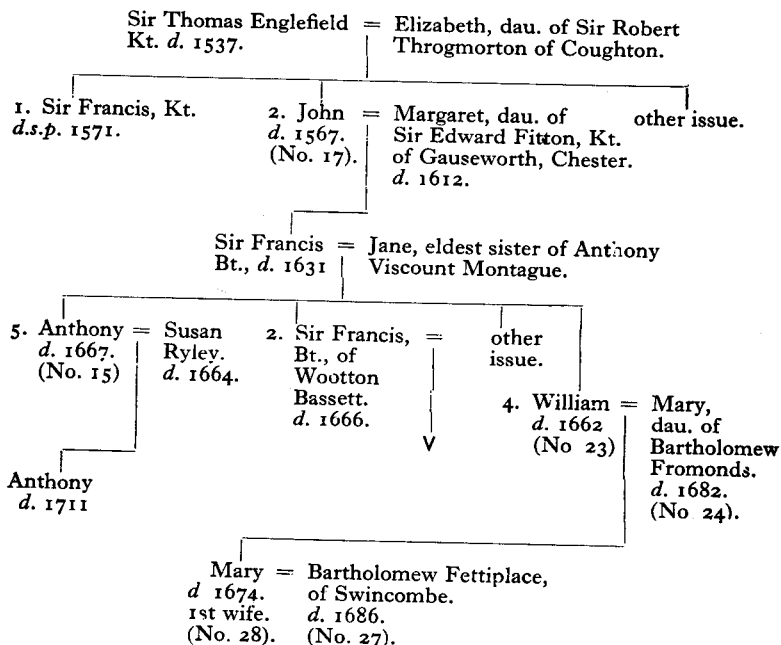 Sir Thomas Englefield = Elizabeth, dau. of Sir Robert
Kt. d. 1537. Throgmorton of Coughton.
1. Sir Francis, Kt.
d.s.p. 1571.
2. John = Margaret, dau. of
d. 1567. Sir Edward Fitton, Kt.
(No. 17). of Gauseworth, Chester.
d. 1612.
other issue.
Sir Francis = Jane, eldest sister of Anthony
Bt., d. 1631 Viscount Montague.
5. Anthony = Susan
d. 1667. Ryley.
(No. 15) d. 1664.
2. Sir Francis, =
Bt., of
Wootton
Bassett.
d. 1666.
other
issue.
4. William = Mary,
d. 1662 dau. of
(No 23) Bartholomew
Fromonds.
d. 1682.
(No 24).
Anthony
d. 1711
Mary = Bartholomew Fettiplace,
d 1674. of Swincombe.
1st wife. d. 1686.
(No. 28). (No. 27).